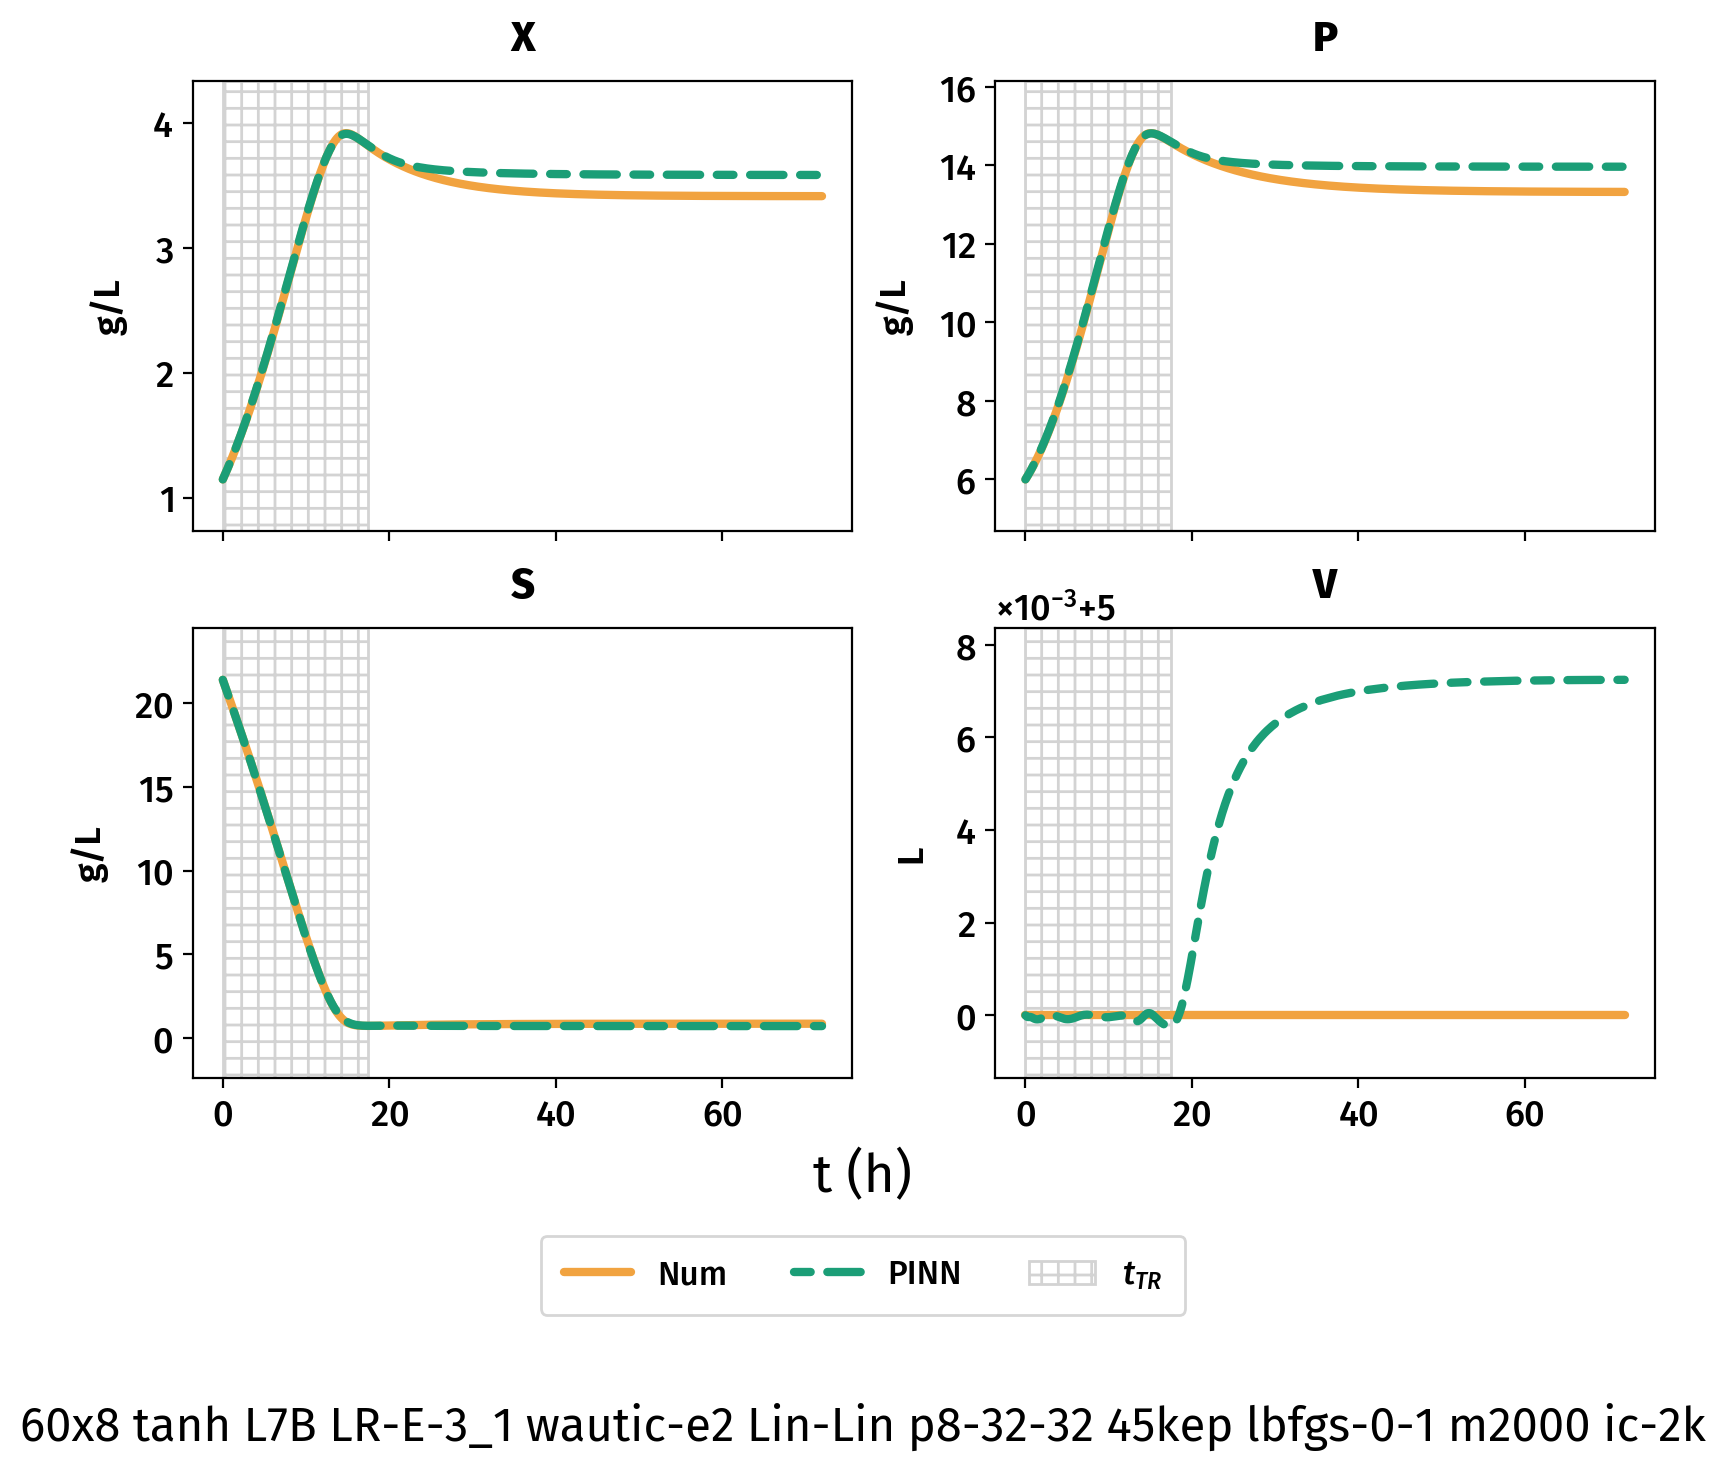 X
P
4
3
2
1
g/L
16
14
12
10
8
6
g/L
S
V
×10⁻³+5
20
15
10
5
0
g/L
8
6
4
2
0
L
0 20 40 60
0 20 40 60
t (h)
Num PINN t_TR
60x8 tanh L7B LR-E-3_1 wautic-e2 Lin-Lin p8-32-32 45kep lbfgs-0-1 m2000 ic-2k